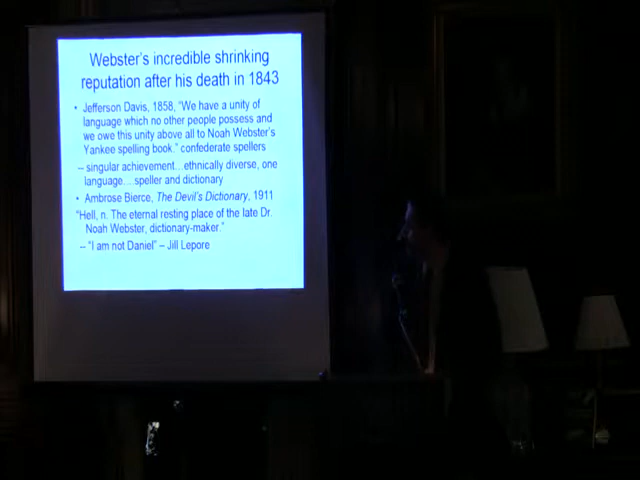 Webster's incredible shrinking
reputation after his death in 1843
• Jefferson Davis, 1858, "We have a unity of
language which no other people possess and
we owe this unity above all to Noah Webster's
Yankee spelling book." confederate spellers
– singular achievement...ethnically diverse, one
language... speller and dictionary
• Ambrose Bierce, The Devil's Dictionary, 1911
"Hell, n. The eternal resting place of the late Dr.
Noah Webster, dictionary-maker."
– "I am not Daniel" – Jill Lepore